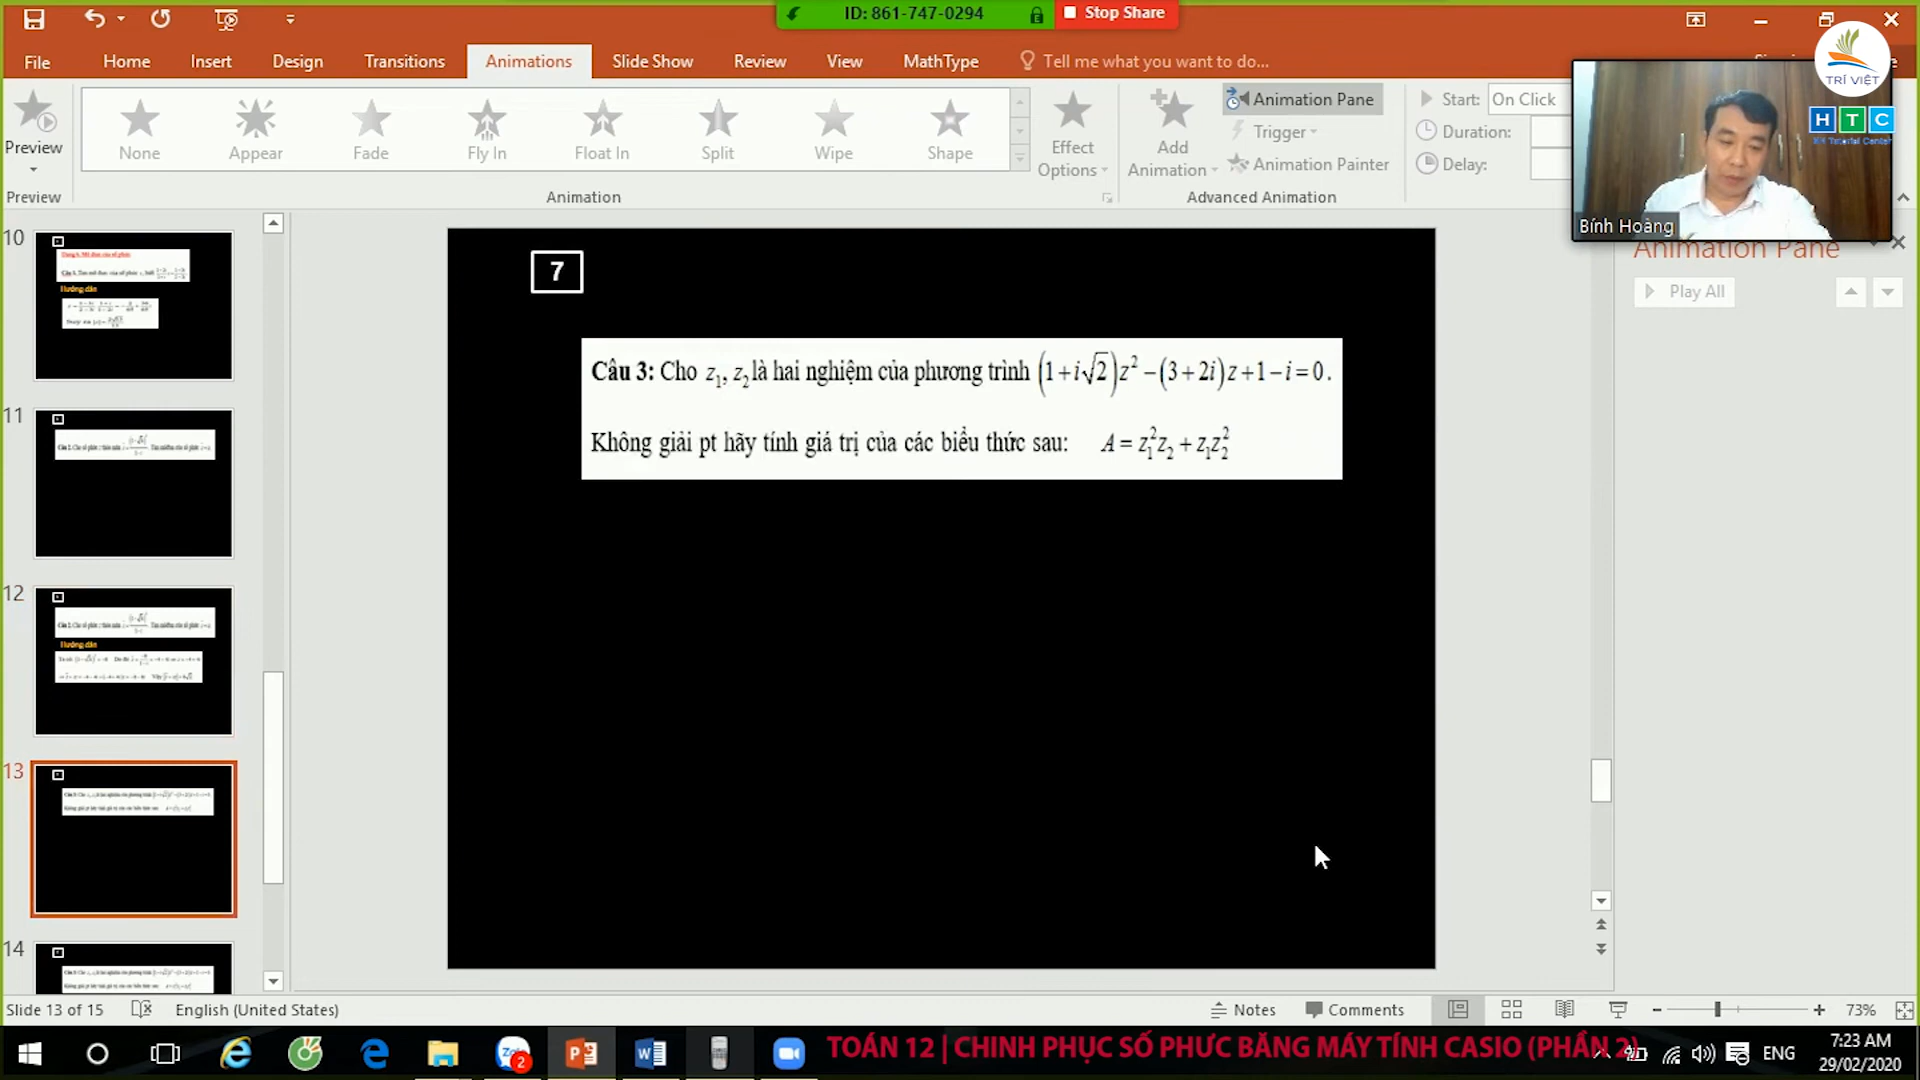 ID: 861-747-0294
Stop Share
File
Home
Insert
Design
Transitions
Animations
Slide Show
Review
View
MathType
Tell me what you want to do...
TRÍ VIỆT
HTC
Bính Hoàng
Preview
None
Appear
Fade
Fly In
Float In
Split
Wipe
Shape
Effect
Options
Add
Animation
Animation Pane
Trigger
Animation Painter
Start:
On Click
Duration:
Delay:
Preview
Animation
Advanced Animation
Animation Pane
Play All
10
11
12
13
14
7
Câu 3: Cho z₁, z₂ là hai nghiệm của phương trình (1+i√2)z² −(3+2i)z+1−i=0.
Không giải pt hãy tính giá trị của các biểu thức sau: A = z₁²z₂ + z₁z₂²
Slide 13 of 15
English (United States)
Notes
Comments
73%
TOÁN 12 | CHINH PHỤC SỐ PHỨC BẰNG MÁY TÍNH CASIO (PHẦN 2)
2
ENG
7:23 AM
29/02/2020